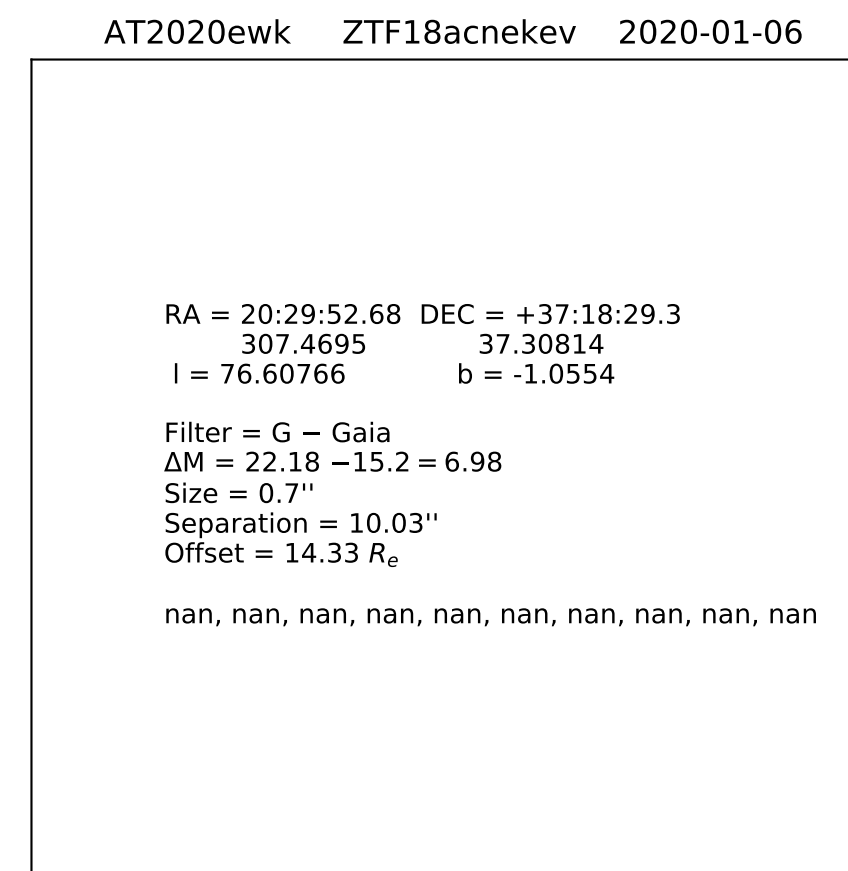 AT2020ewk ZTF18acnekev 2020-01-06
RA = 20:29:52.68 DEC = +37:18:29.3
307.4695 37.30814
l = 76.60766 b = -1.0554
Filter = G − Gaia
ΔM = 22.18 −15.2 = 6.98
Size = 0.7''
Separation = 10.03''
Offset = 14.33 Rₑ
nan, nan, nan, nan, nan, nan, nan, nan, nan, nan